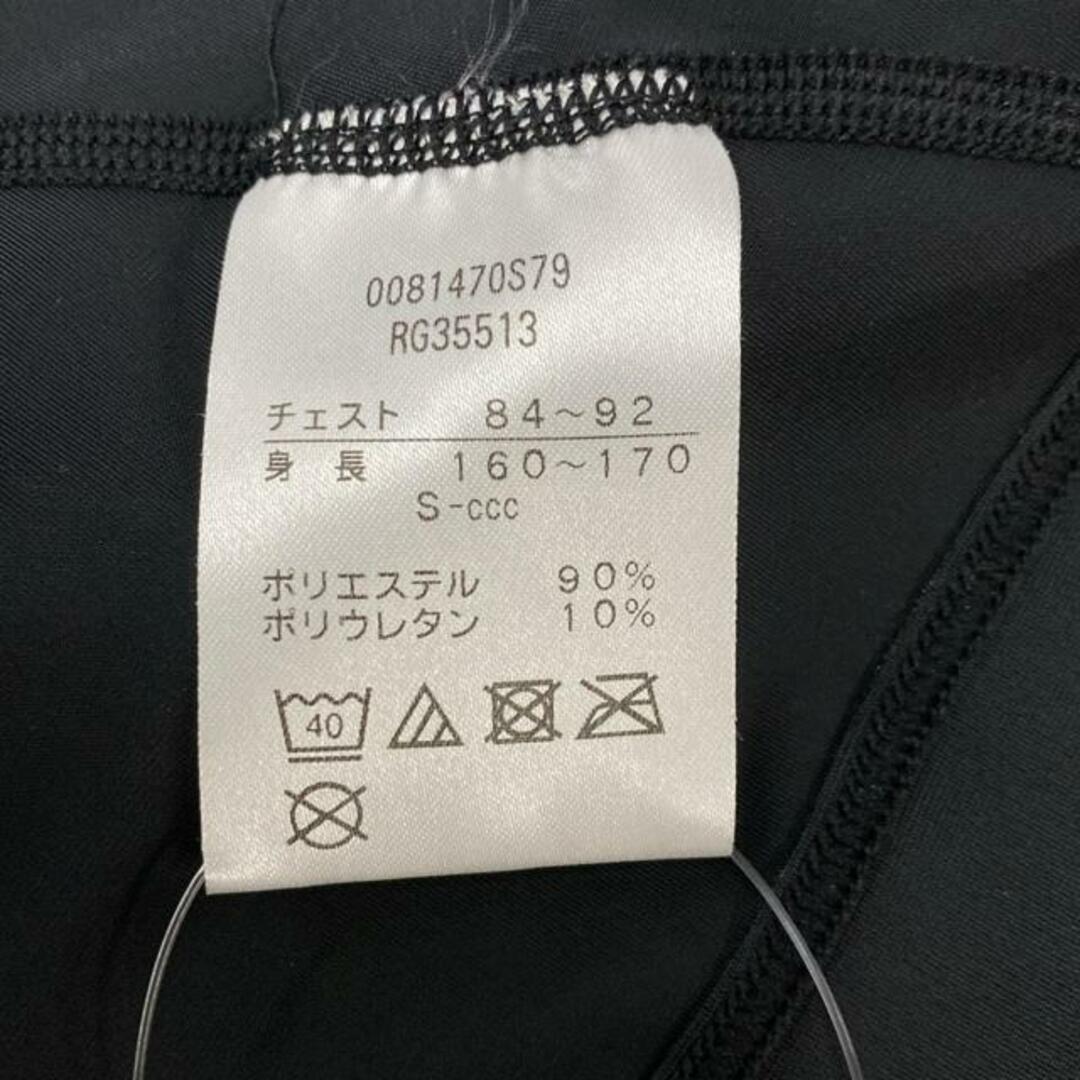 0081470S79
RG35513
チェスト 84～92
身 長 160～170
S-ccc
ポリエステル 90%
ポリウレタン 10%
40